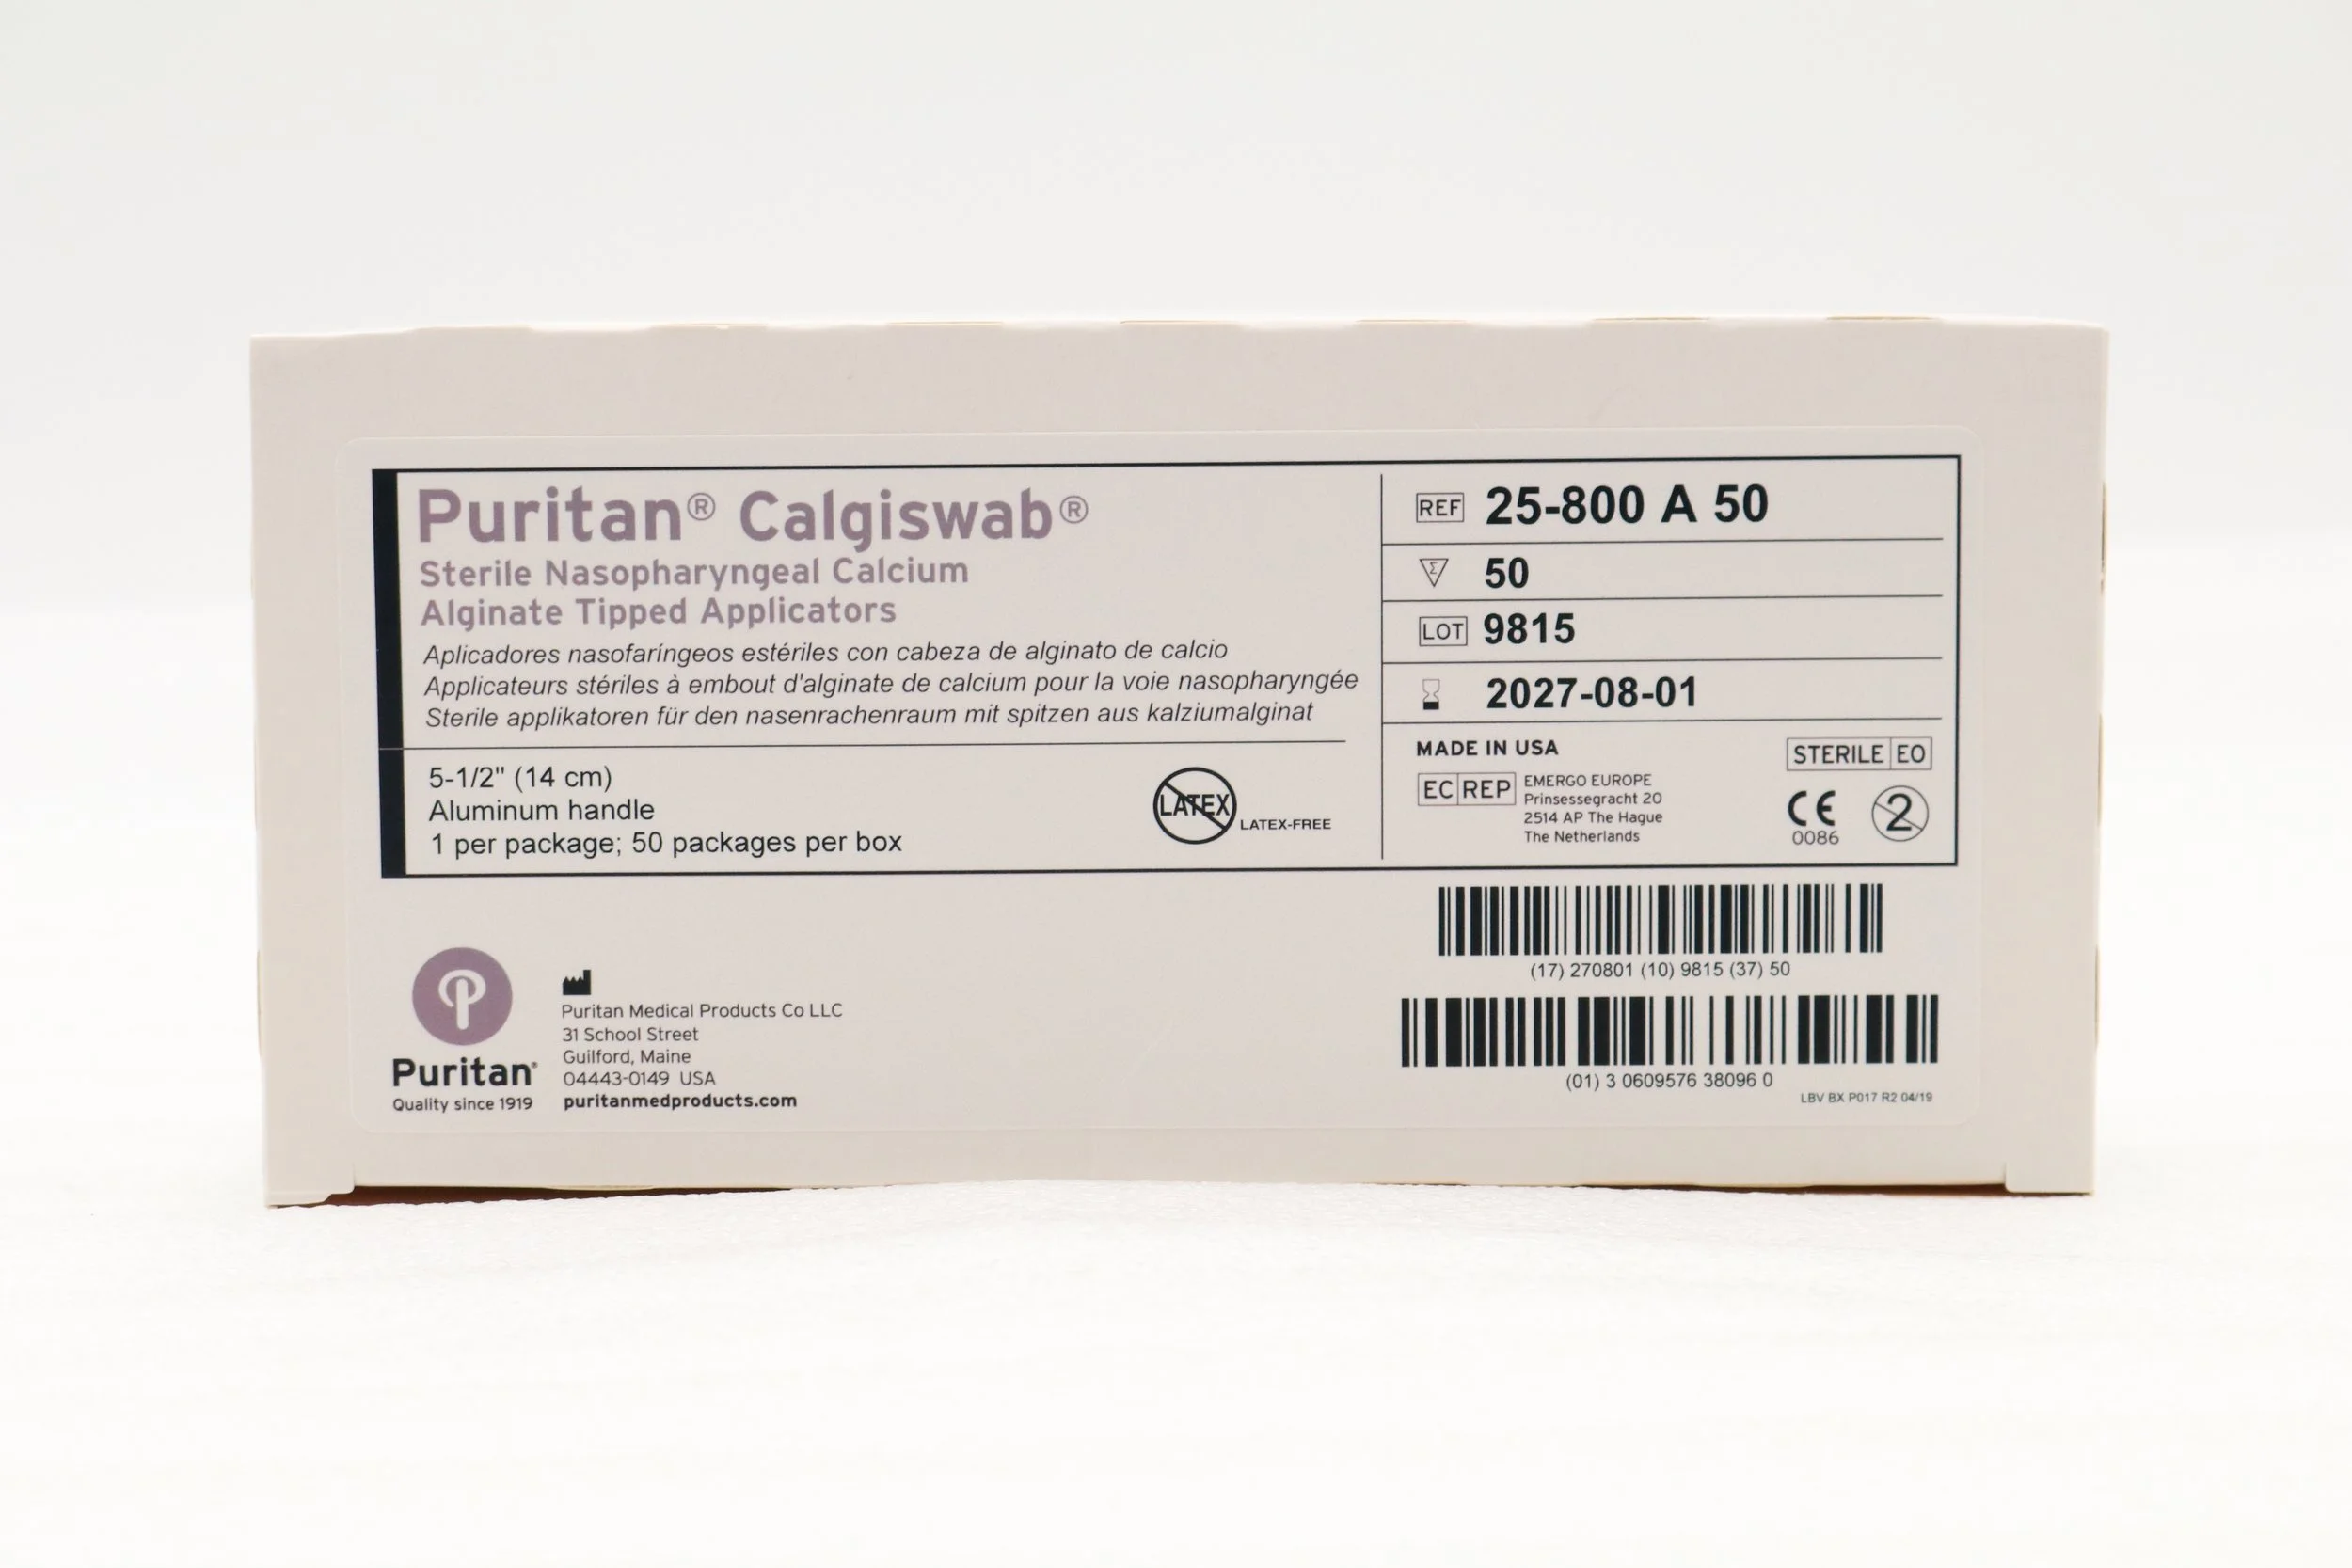 Puritan® Calgiswab®
Sterile Nasopharyngeal Calcium
Alginate Tipped Applicators
Aplicadores nasofaríngeos estériles con cabeza de alginato de calcio
Applicateurs stériles à embout d'alginate de calcium pour la voie nasopharyngée
Sterile applikatoren für den nasenrachenraum mit spitzen aus kalziumalginat
5-1/2" (14 cm)
Aluminum handle
1 per package; 50 packages per box
LATEX
LATEX-FREE
REF 25-800 A 50
Σ 50
LOT 9815
2027-08-01
MADE IN USA
STERILE EO
EC REP
EMERGO EUROPE
Prinsessegracht 20
2514 AP The Hague
The Netherlands
CE
0086
2
(17) 270801 (10) 9815 (37) 50
(01) 3 0609576 38096 0
LBV BX P017 R2 04/19
P
Puritan®
Quality since 1919
Puritan Medical Products Co LLC
31 School Street
Guilford, Maine
04443-0149 USA
puritanmedproducts.com